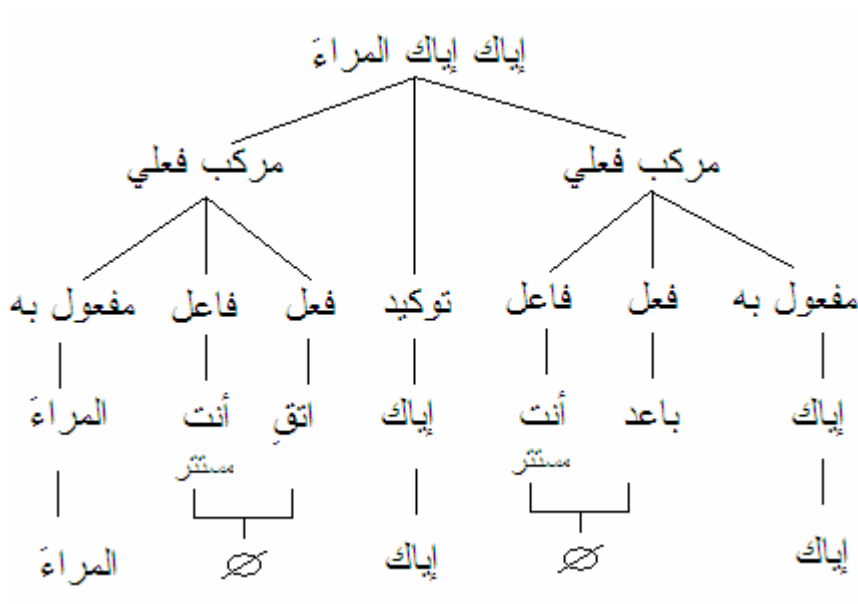 إياك إياك المراءَ
مركب فعلي مركب فعلي
مفعول به فعل فاعل توكيد فعل فاعل مفعول به
إياك باعد أنت إياك اتقِ أنت المراءَ
مستتر مستتر
إياك ∅ إياك ∅ المراءَ